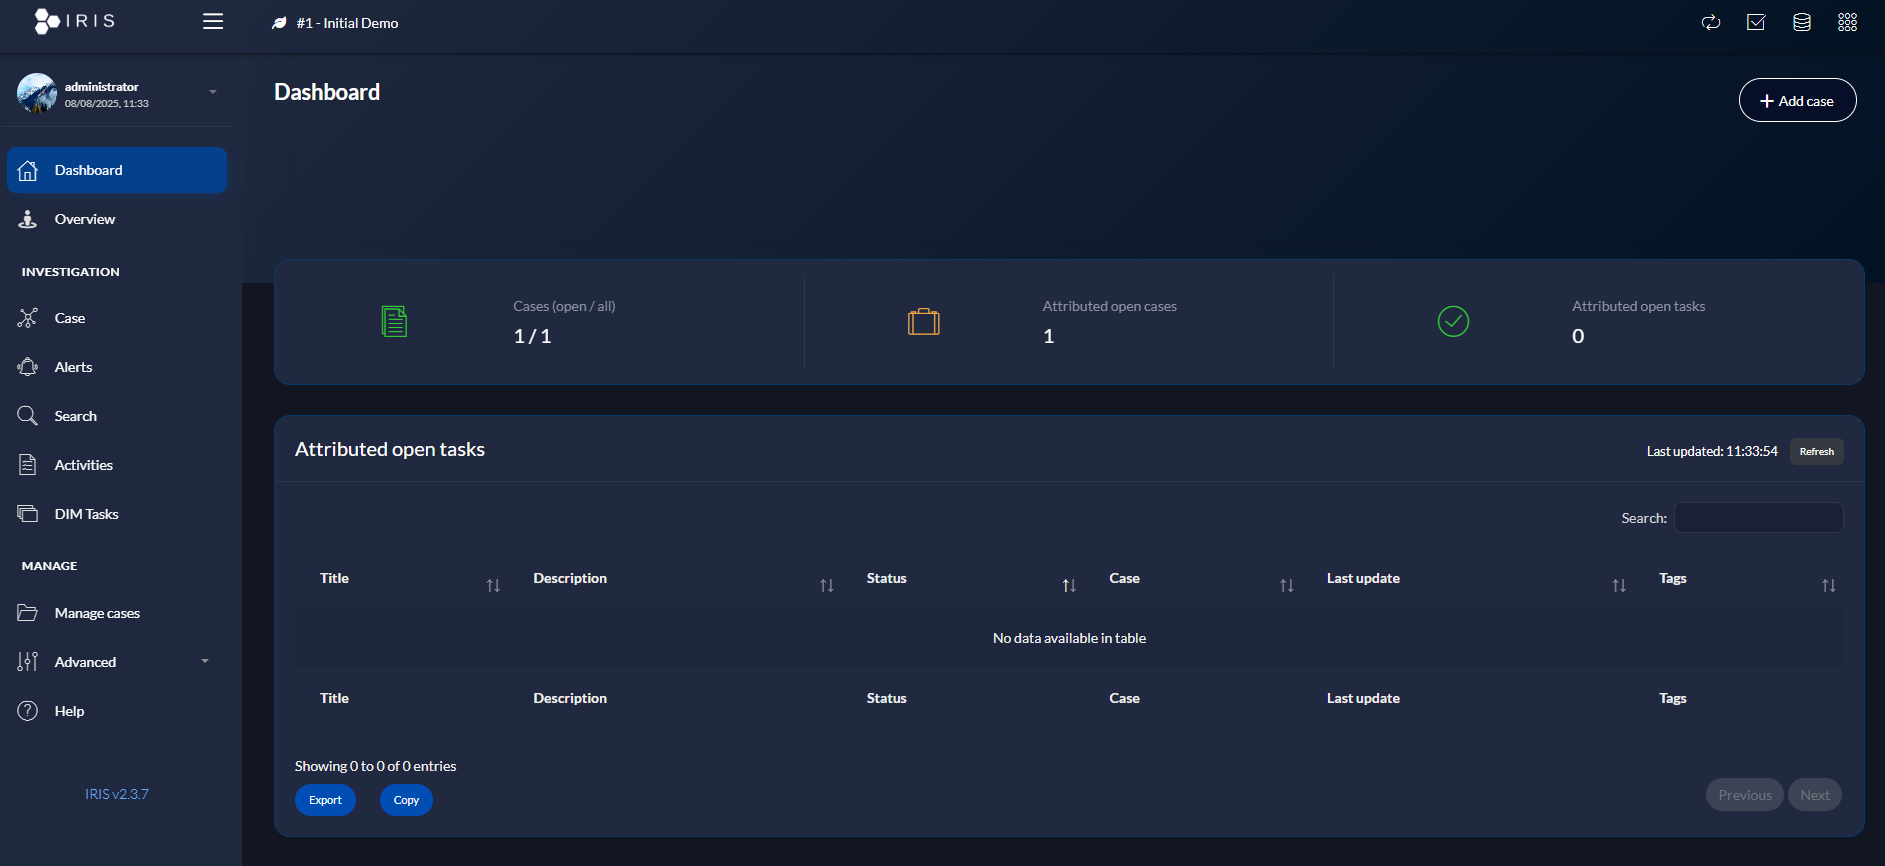 IRIS
#1 - Initial Demo
administrator
08/08/2025, 11:33
Dashboard
Overview
INVESTIGATION
Case
Alerts
Search
Activities
DIM Tasks
MANAGE
Manage cases
Advanced
Help
IRIS v2.3.7
Dashboard
Add case
Cases (open / all)
1 / 1
Attributed open cases
1
Attributed open tasks
0
Attributed open tasks
Last updated: 11:33:54 Refresh
Search:
Title Description Status Case Last update Tags
No data available in table
Title Description Status Case Last update Tags
Showing 0 to 0 of 0 entries
Export Copy
Previous Next